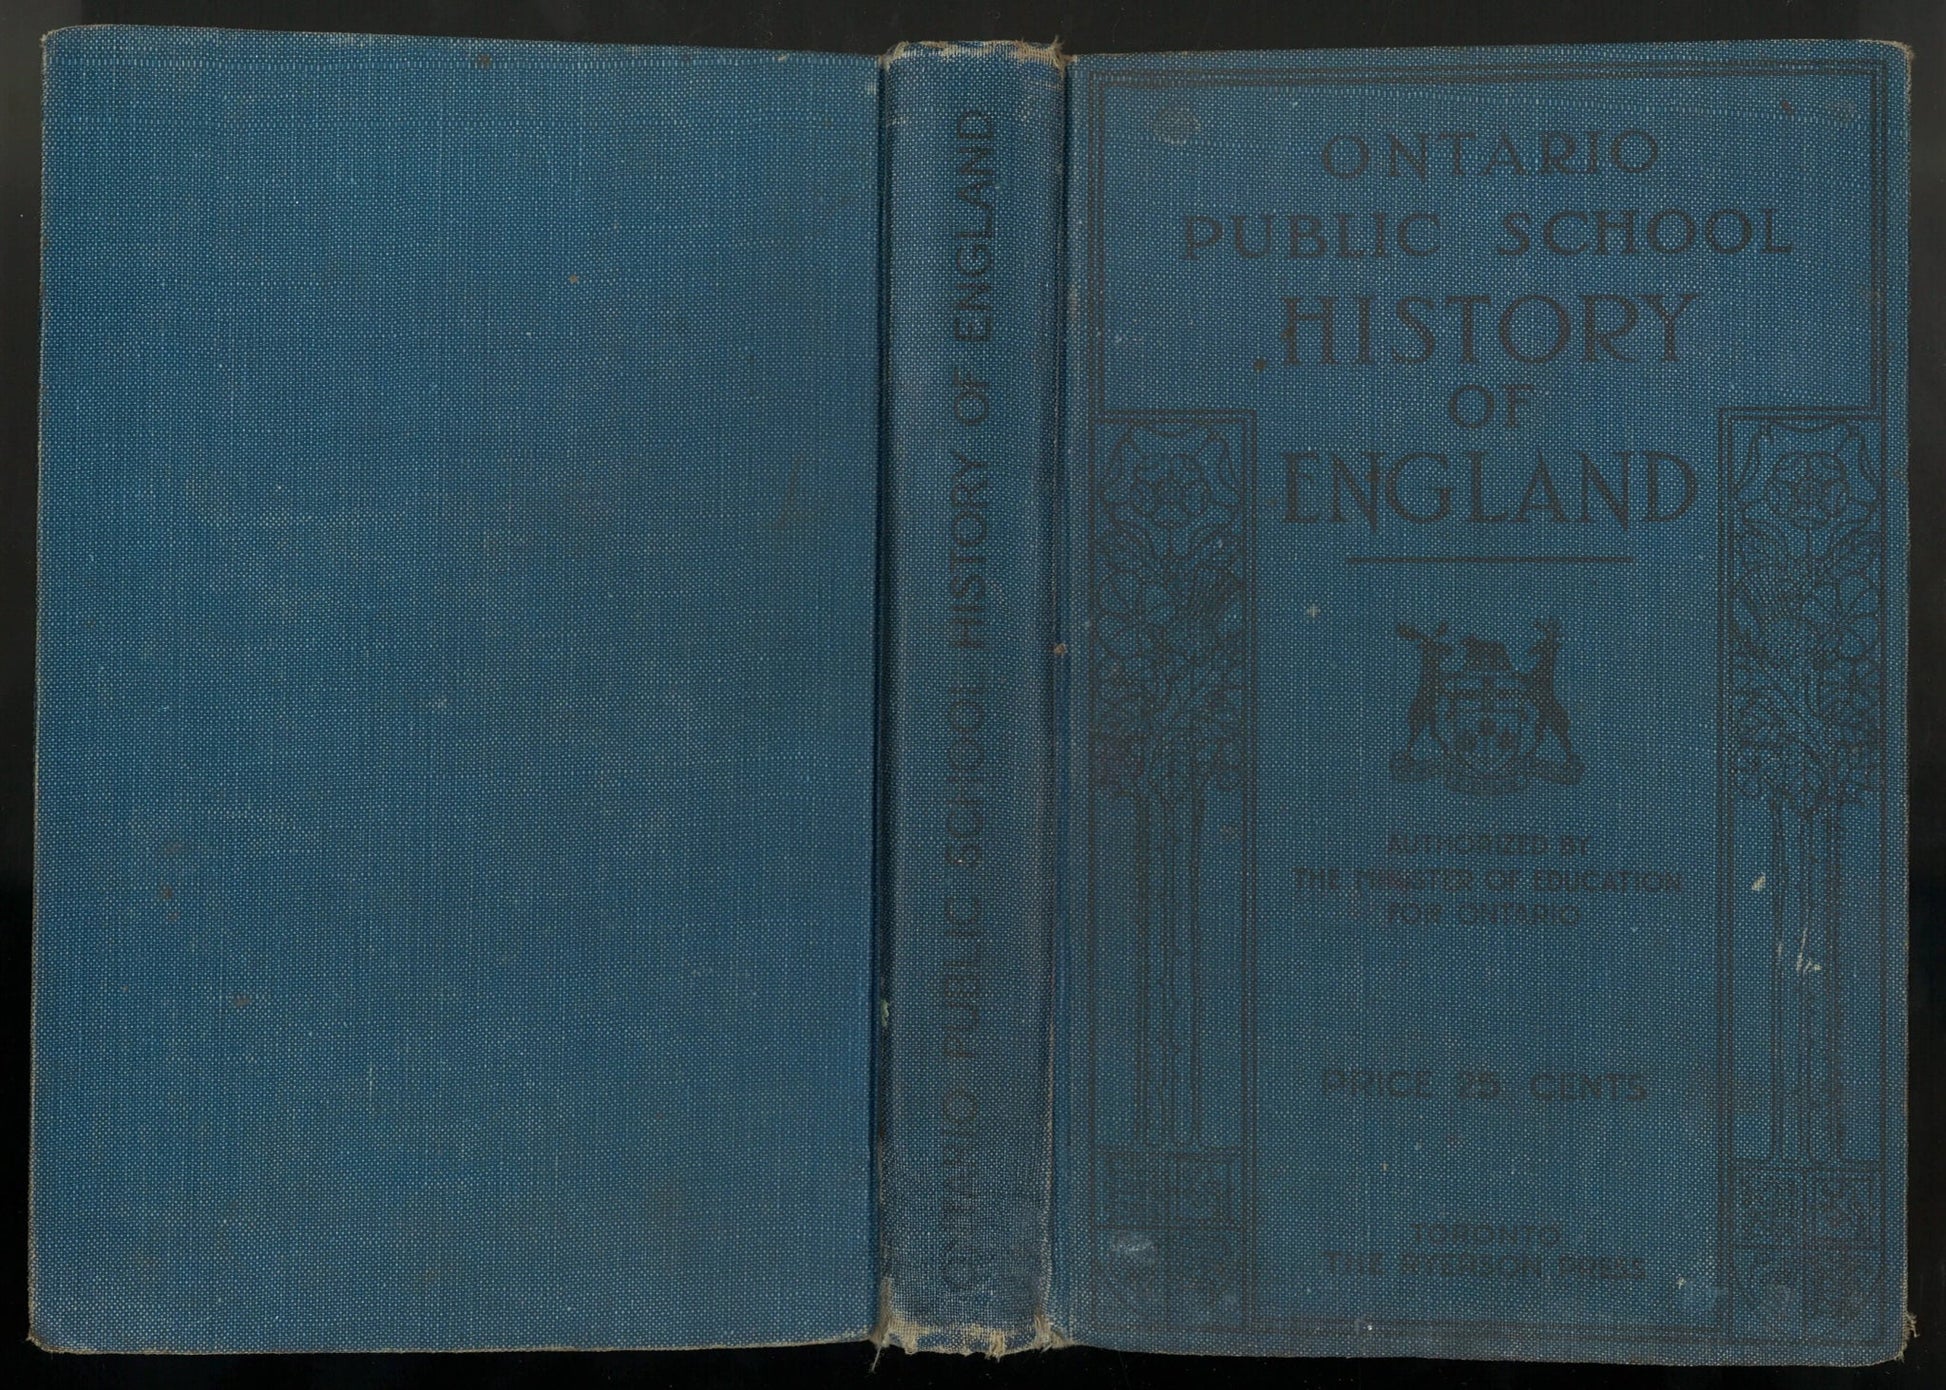 ONTARIO PUBLIC SCHOOL HISTORY OF ENGLAND
ONTARIO
PUBLIC SCHOOL
HISTORY
OF
ENGLAND
AUTHORIZED BY
THE MINISTER OF EDUCATION
FOR ONTARIO
PRICE 25 CENTS
TORONTO
THE RYERSON PRESS